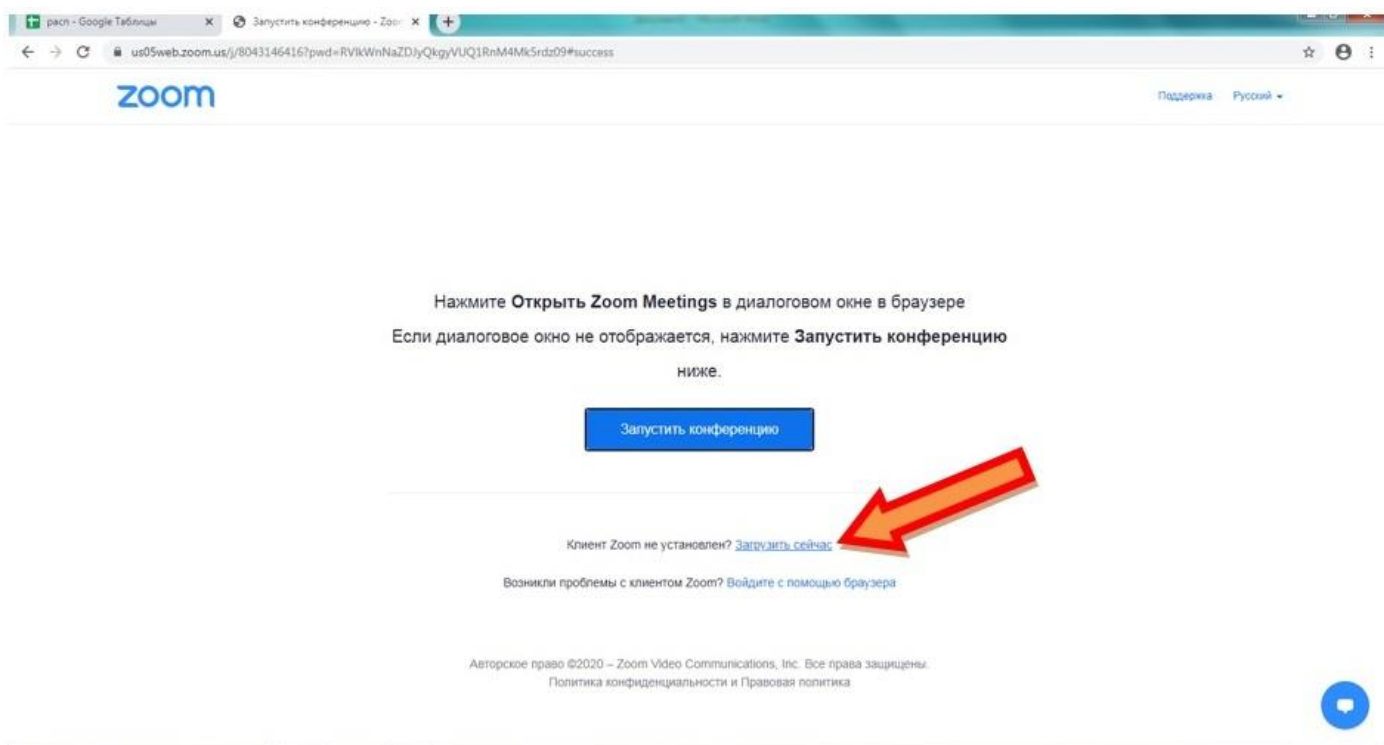 расп - Google Таблицы
Запустить конференцию - Zoo
us05web.zoom.us/j/8043146416?pwd=RVlkWnNaZDJyQkgyVUQ1RnM4Mk5rdz09#success
zoom
Поддержка Русский
Нажмите Открыть Zoom Meetings в диалоговом окне в браузере
Если диалоговое окно не отображается, нажмите Запустить конференцию
ниже.
Запустить конференцию
Клиент Zoom не установлен? Загрузить сейчас
Возникли проблемы с клиентом Zoom? Войдите с помощью браузера
Авторское право ©2020 – Zoom Video Communications, Inc. Все права защищены.
Политика конфиденциальности и Правовая политика